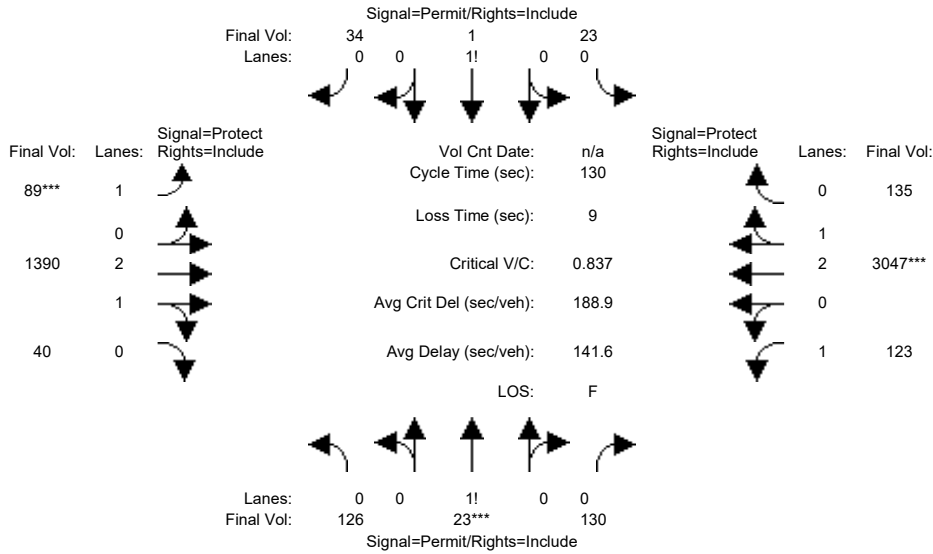 Signal=Permit/Rights=Include
Final Vol: 34 1 23
Lanes: 0 0 1! 0 0
Signal=Protect Signal=Protect
Final Vol: Lanes: Rights=Include Vol Cnt Date: n/a Rights=Include Lanes: Final Vol:
Cycle Time (sec): 130
89*** 1 0 135
Loss Time (sec): 9
0 1
1390 2 Critical V/C: 0.837 2 3047***
1 Avg Crit Del (sec/veh): 188.9 0
40 0 Avg Delay (sec/veh): 141.6 1 123
LOS: F
Lanes: 0 0 1! 0 0
Final Vol: 126 23*** 130
Signal=Permit/Rights=Include